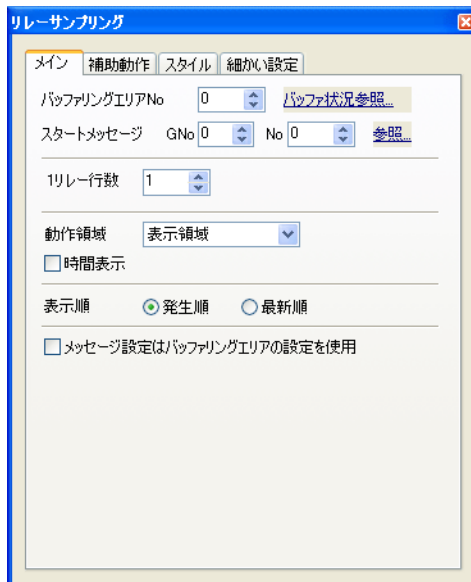 リレーサンプリング
メイン 補助動作 スタイル 細かい設定
バッファリングエリアNo 0 バッファ状況参照...
スタートメッセージ GNo 0 No 0 参照...
1リレー行数 1
動作領域 表示領域
時間表示
表示順 発生順 最新順
メッセージ設定はバッファリングエリアの設定を使用